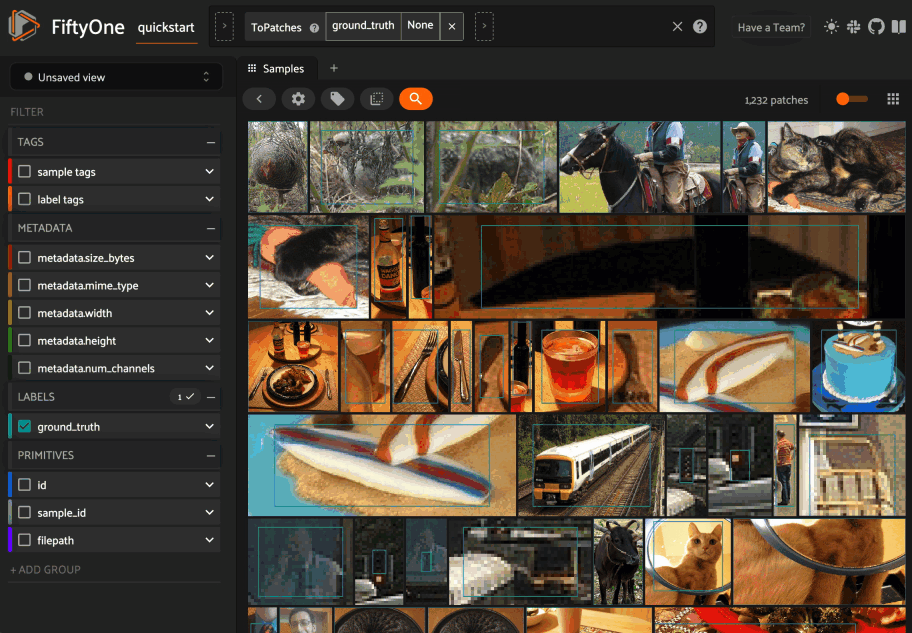 FiftyOne
quickstart
ToPatches
ground_truth
None
Have a Team?
Unsaved view
Samples
FILTER
1,232 patches
TAGS
sample tags
label tags
METADATA
metadata.size_bytes
metadata.mime_type
metadata.width
metadata.height
metadata.num_channels
LABELS
1
ground_truth
PRIMITIVES
id
sample_id
filepath
+ ADD GROUP